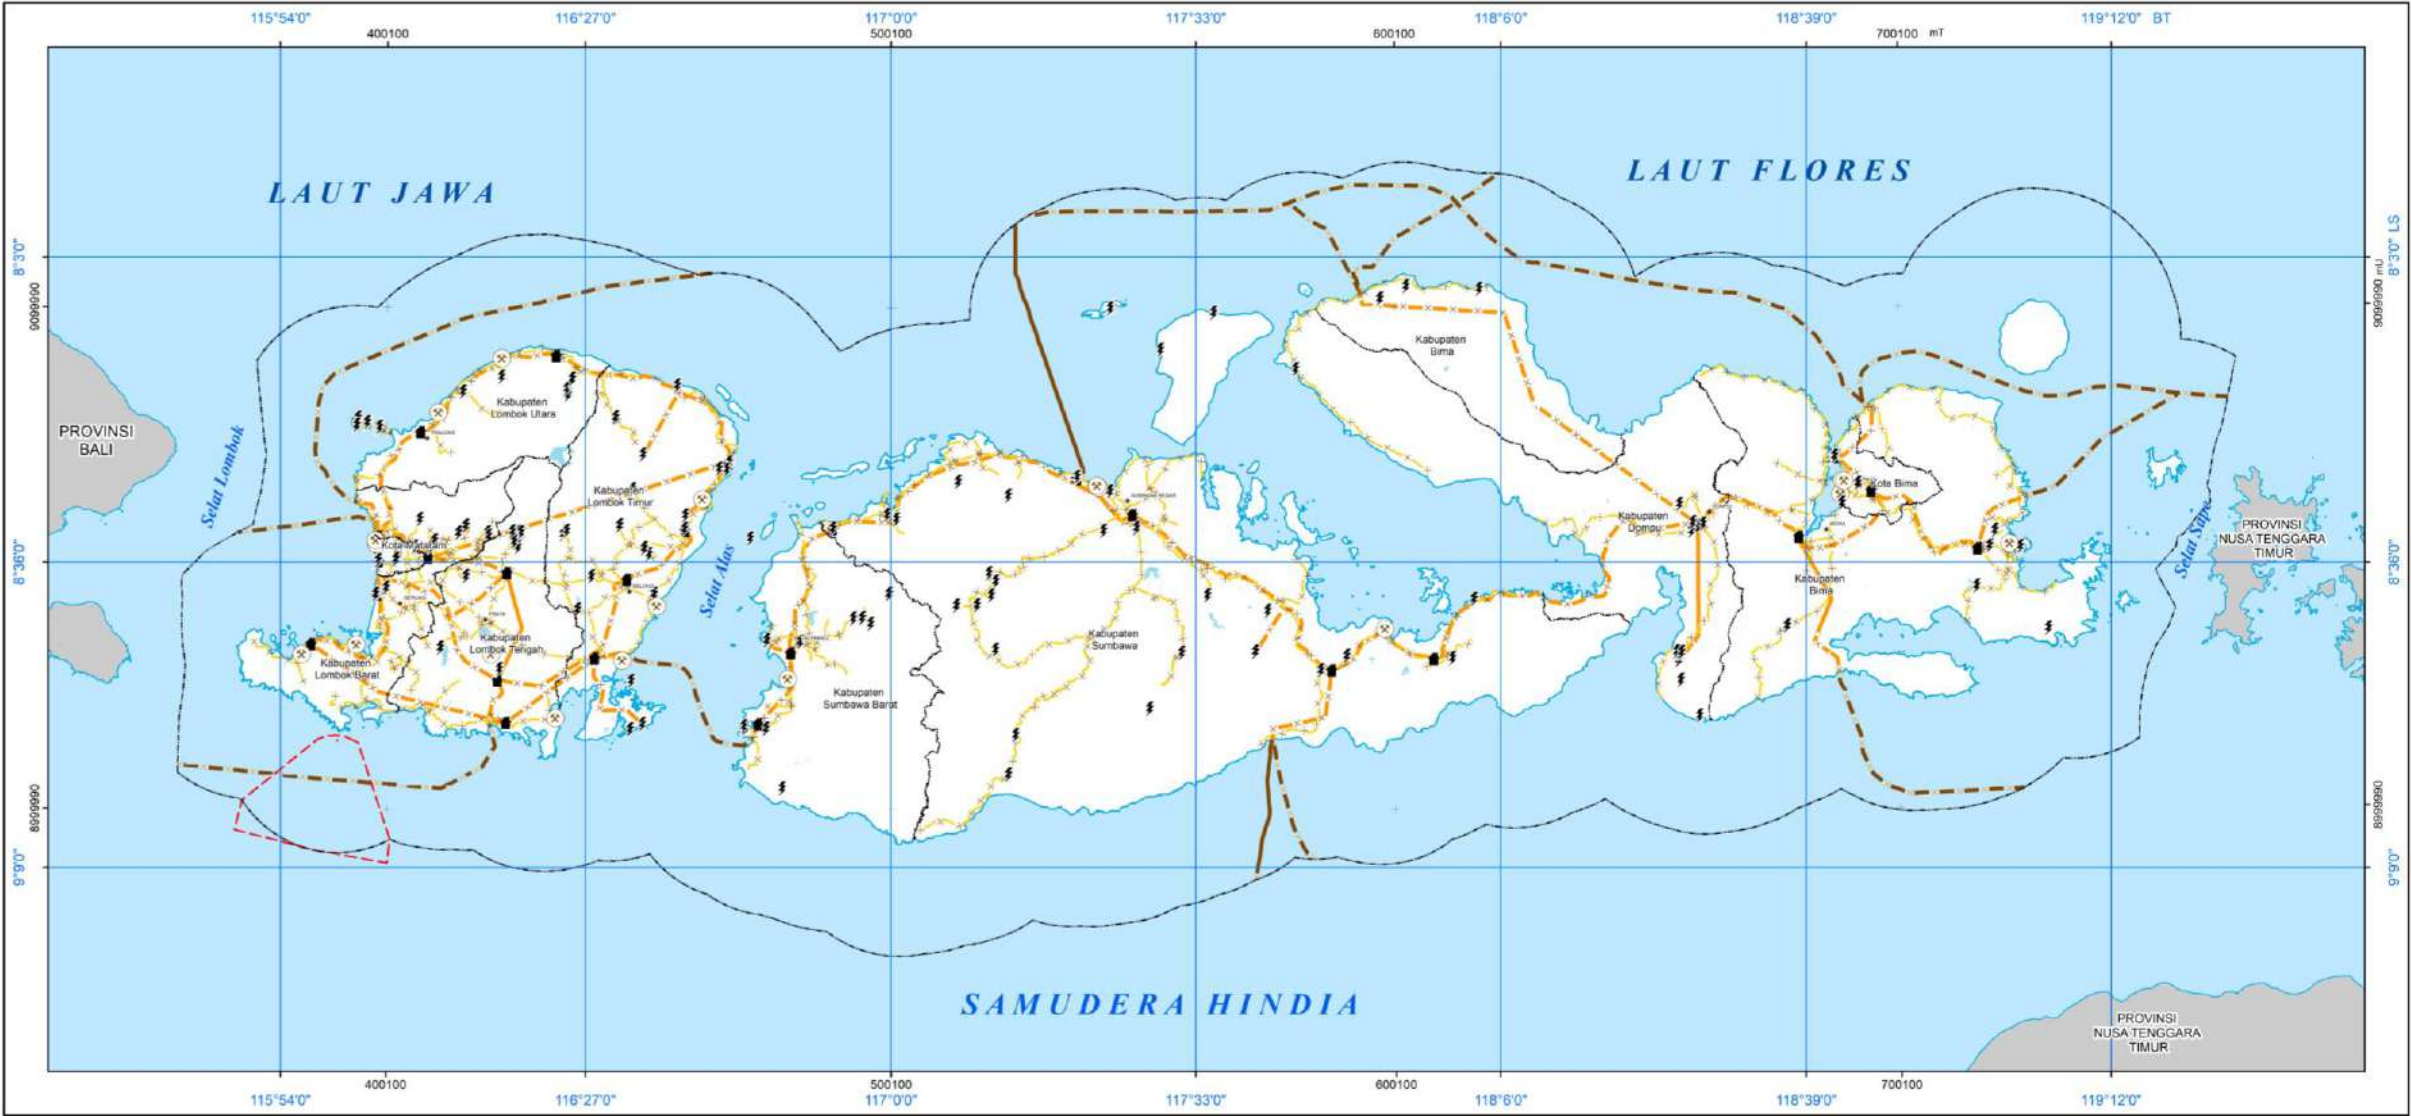 115°54'0"
116°27'0"
117°0'0"
117°33'0"
118°6'0"
118°39'0"
119°12'0" BT
400100
500100
600100
700100 mT
LAUT JAWA
LAUT FLORES
8°3'0"
8°3'0" LS
9099990
9099990 mU
Kabupaten
Bima
Kabupaten
Lombok Utara
PROVINSI
BALI
Selat Lombok
Kabupaten
Lombok Timur
Kota Bima
Kabupaten
Dompu
Kota Mataram
Selat Alas
Selat Sape
PROVINSI
NUSA TENGGARA
TIMUR
8°36'0"
8°36'0"
Kabupaten
Bima
Kabupaten
Lombok Tengah
Kabupaten
Sumbawa
Kabupaten
Lombok Barat
Kabupaten
Sumbawa Barat
8999990
8999990
9°9'0"
9°9'0"
SAMUDERA HINDIA
PROVINSI
NUSA TENGGARA
TIMUR
400100
500100
600100
700100
115°54'0"
116°27'0"
117°0'0"
117°33'0"
118°6'0"
118°39'0"
119°12'0"